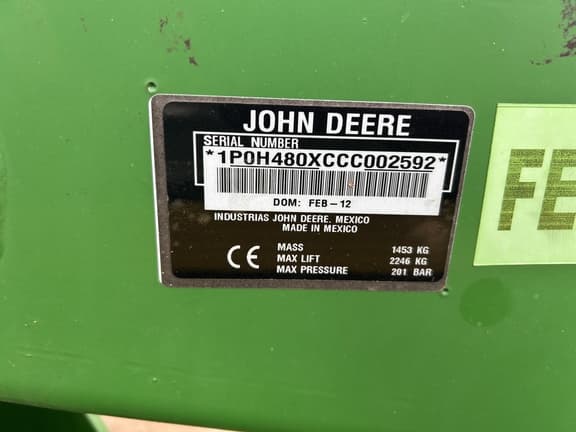 JOHN DEERE
SERIAL NUMBER
*1P0H480XCCC002592*
DOM: FEB-12
INDUSTRIAS JOHN DEERE. MEXICO
MADE IN MEXICO
CE
MASS 1453 KG
MAX LIFT 2246 KG
MAX PRESSURE 201 BAR
FE